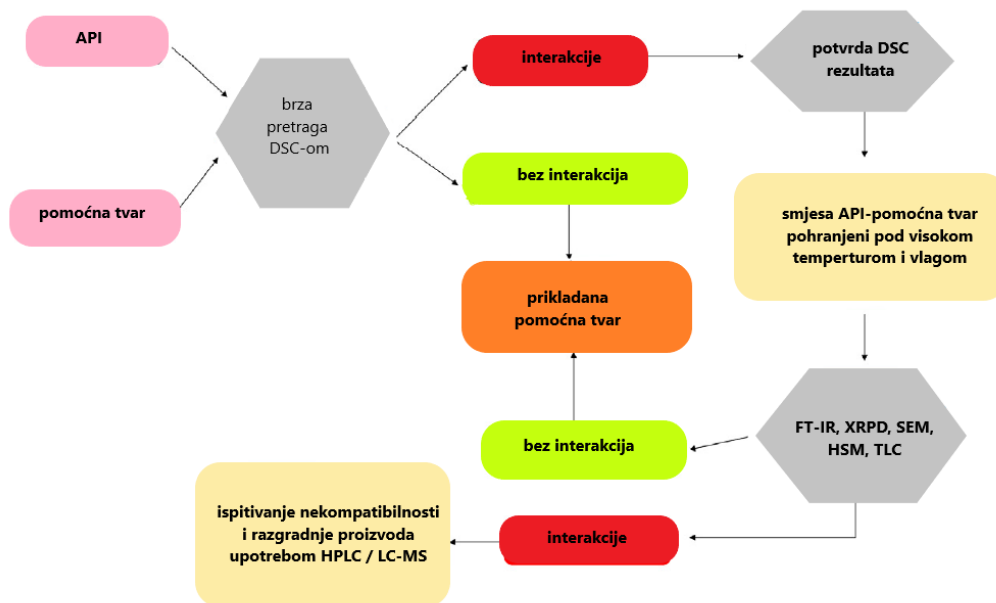 API
pomoćna tvar
brza
pretraga
DSC-om
interakcije
potvrda DSC
rezultata
bez interakcija
smjesa API-pomoćna tvar
pohranjeni pod visokom
temperturom i vlagom
prikladana
pomoćna tvar
FT-IR, XRPD, SEM,
HSM, TLC
bez interakcija
interakcije
ispitivanje nekompatibilnosti
i razgradnje proizvoda
upotrebom HPLC / LC-MS